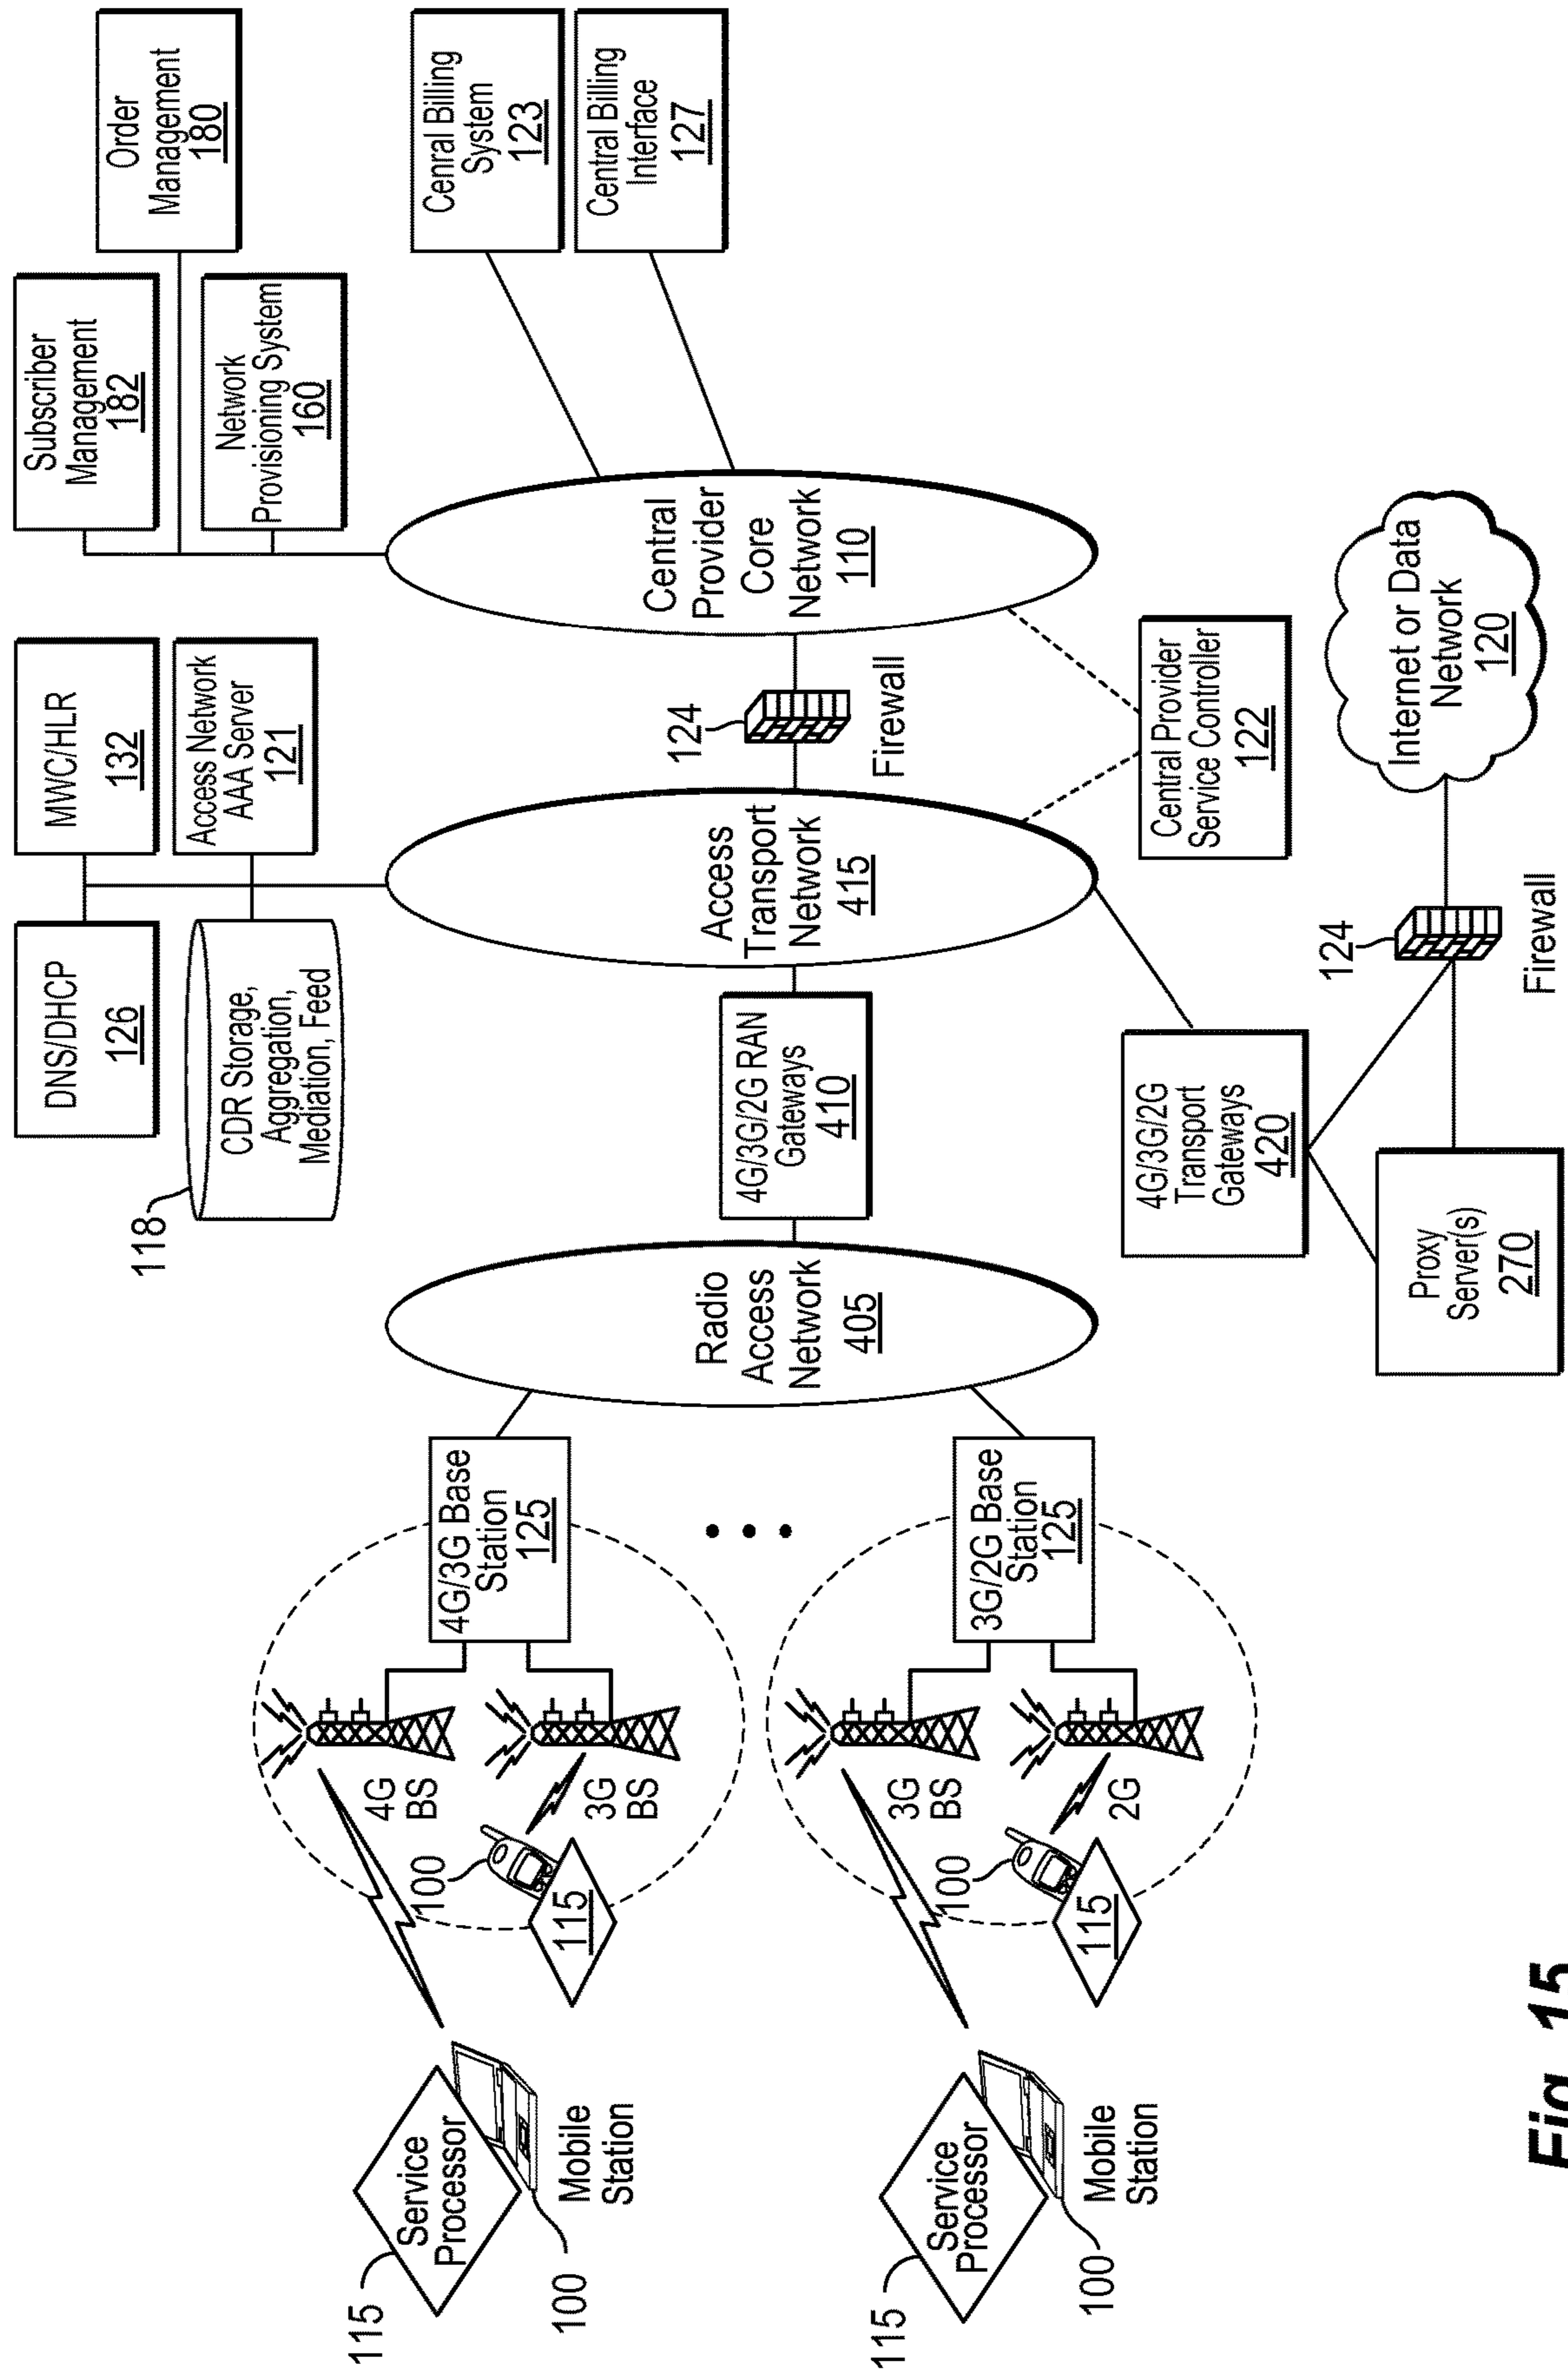 DNS/DHCP
126
MWC/HLR
132
Subscriber
Management
182
Order
Management
180
118
CDR Storage,
Aggregation,
Mediation, Feed
Access Network
AAA Server
121
Network
Provisioning System
160
Cenral Billing
System
123
Central Billing
Interface
127
115
Service
Processor
100
Mobile
Station
4G
BS
100
115
3G
BS
4G/3G Base
Station
125
Radio
Access
Network
405
4G/3G/2G RAN
Gateways
410
Access
Transport
Network
415
124
Firewall
Central
Provider
Core
Network
110
115
Service
Processor
100
Mobile
Station
3G
BS
100
115
2G
3G/2G Base
Station
125
4G/3G/2G
Transport
Gateways
420
Central Provider
Service Controller
122
Proxy
Server(s)
270
124
Firewall
Internet or Data
Network
120
Fig. 15